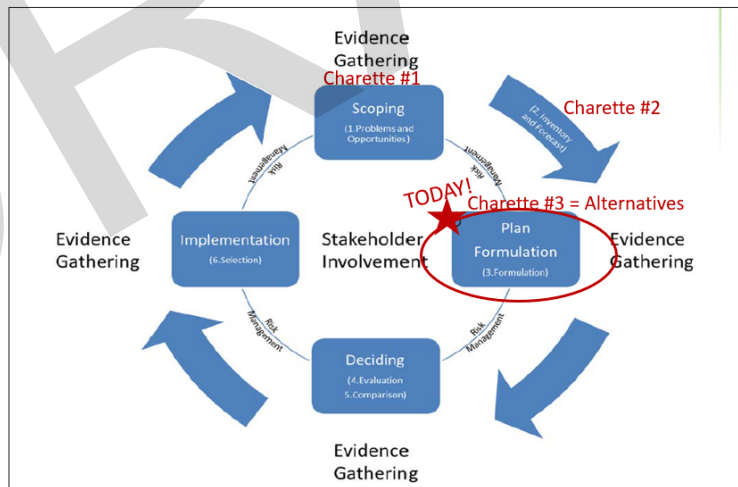 Evidence
Gathering
Charette #1
Scoping
(1.Problems and
Opportunities)
(2. Inventory
and Forecast)
Charette #2
Risk
Management
Risk
Management
TODAY!
Charette #3 = Alternatives
Evidence
Gathering
Implementation
(6.Selection)
Stakeholder
Involvement
Plan
Formulation
(3.Formulation)
Evidence
Gathering
Risk
Management
Risk
Management
Deciding
(4.Evaluation
5.Comparison)
Evidence
Gathering